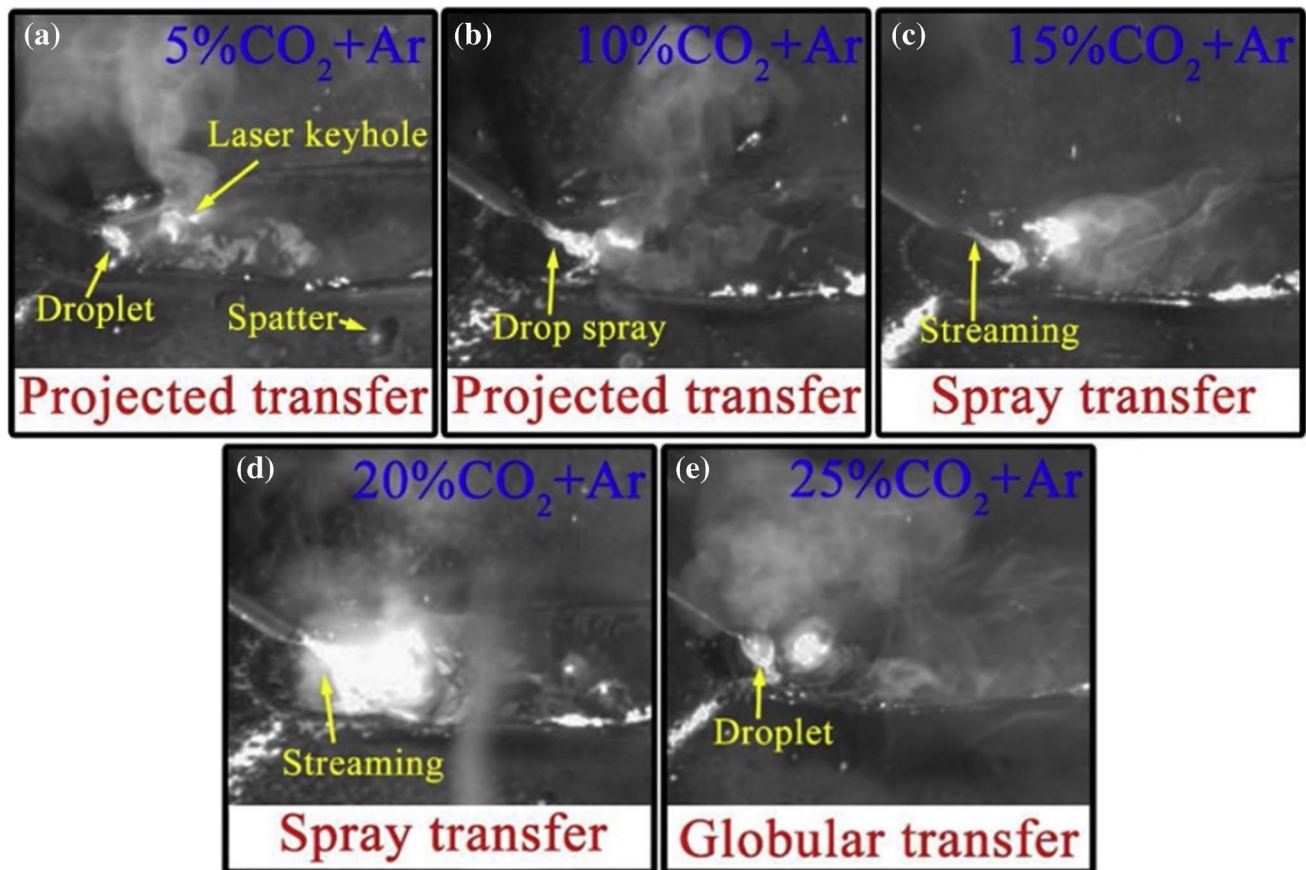 (a)
5%CO₂+Ar
Laser keyhole
Droplet
Spatter
Projected transfer
(b)
10%CO₂+Ar
Drop spray
Projected transfer
(c)
15%CO₂+Ar
Streaming
Spray transfer
(d)
20%CO₂+Ar
Streaming
Spray transfer
(e)
25%CO₂+Ar
Droplet
Globular transfer